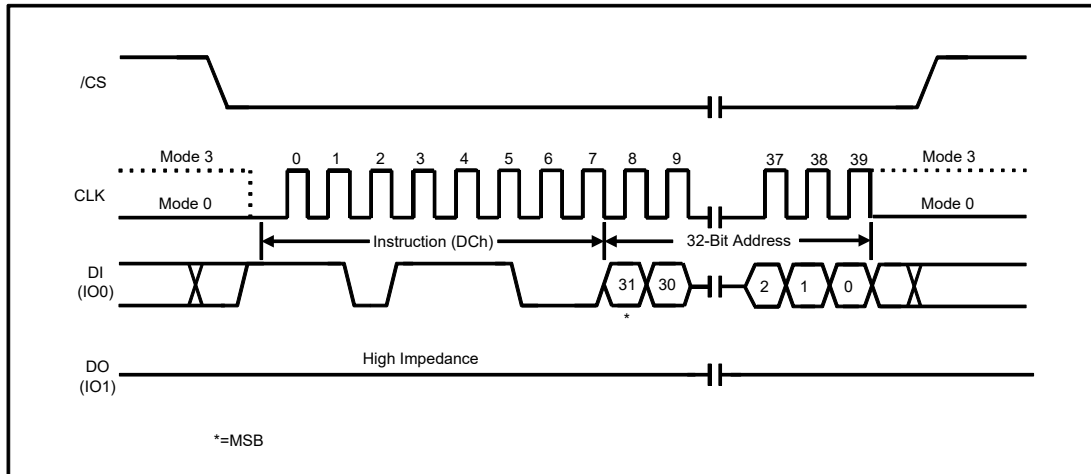 /CS
Mode 3 0 1 2 3 4 5 6 7 8 9 37 38 39 Mode 3
CLK
Mode 0 Mode 0
Instruction (DCh) 32-Bit Address
DI
(IO0)
31 30 2 1 0
*
High Impedance
DO
(IO1)
*=MSB